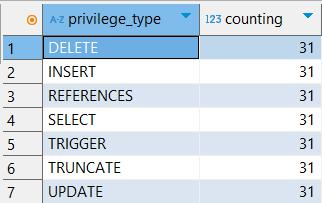 A-Z privilege_type 123 counting
1 DELETE 31
2 INSERT 31
3 REFERENCES 31
4 SELECT 31
5 TRIGGER 31
6 TRUNCATE 31
7 UPDATE 31